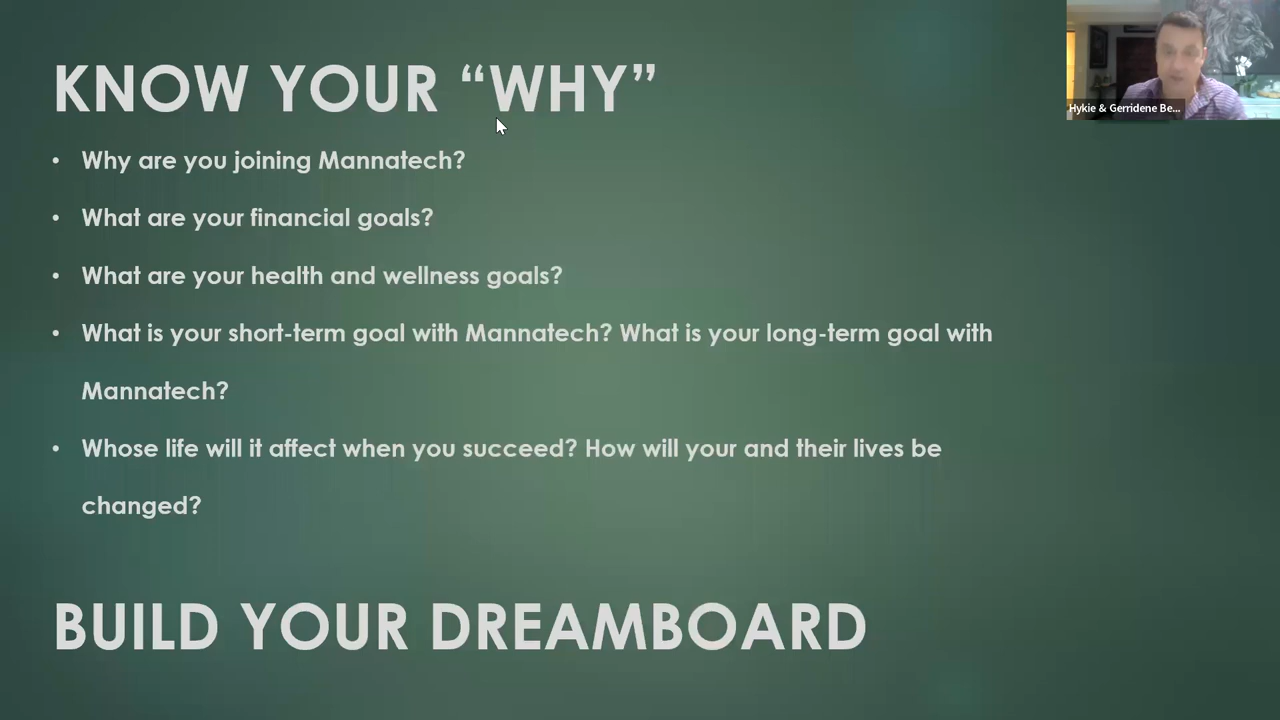 KNOW YOUR “WHY”
• Why are you joining Mannatech?
• What are your financial goals?
• What are your health and wellness goals?
• What is your short-term goal with Mannatech? What is your long-term goal with
Mannatech?
• Whose life will it affect when you succeed? How will your and their lives be
changed?
BUILD YOUR DREAMBOARD
Hykie & Gerridene Be...